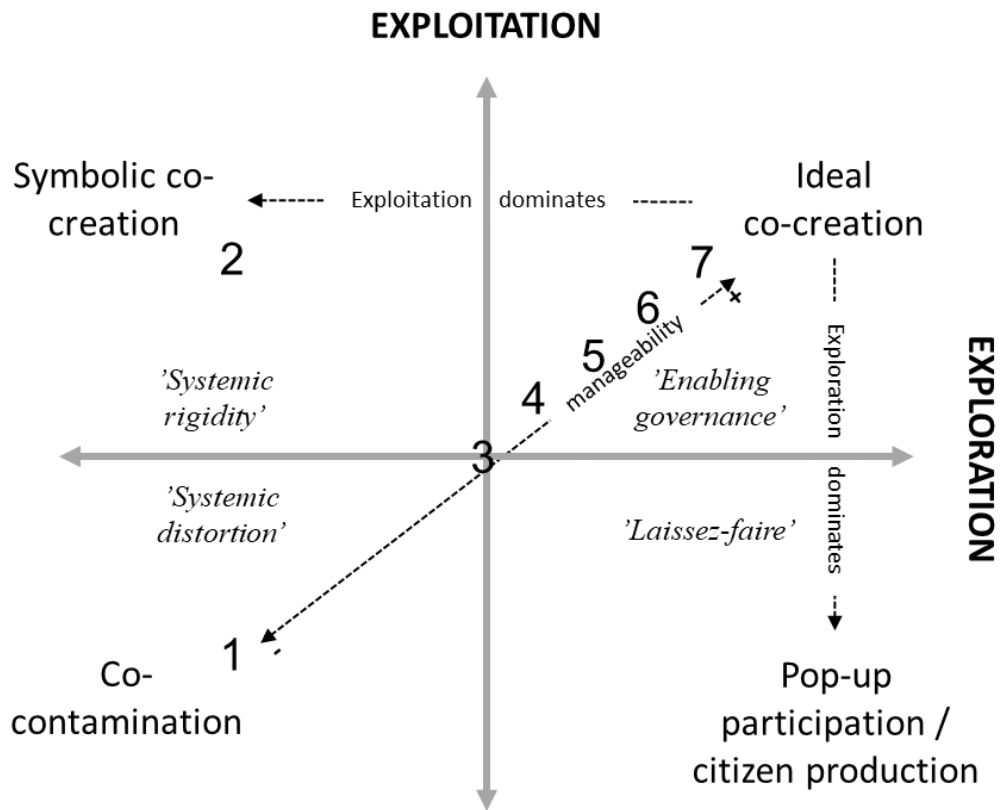 EXPLOITATION
Symbolic co-
creation
Exploitation dominates
Ideal
co-creation
2
7
+
6
manageability
5
4
’Systemic
rigidity’
’Enabling
governance’
Exploration dominates
EXPLORATION
3
’Systemic
distortion’
’Laissez-faire’
1
-
Co-
contamination
Pop-up
participation /
citizen production